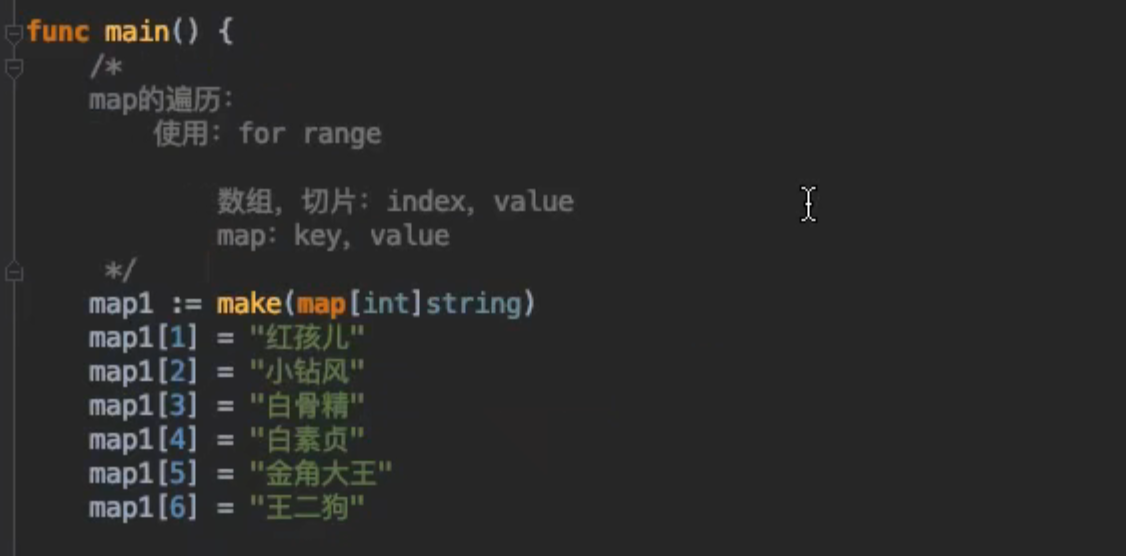 func main() {
/*
map的遍历：
使用：for range
数组，切片：index, value
map：key, value
*/
map1 := make(map[int]string)
map1[1] = "红孩儿"
map1[2] = "小钻风"
map1[3] = "白骨精"
map1[4] = "白素贞"
map1[5] = "金角大王"
map1[6] = "王二狗"